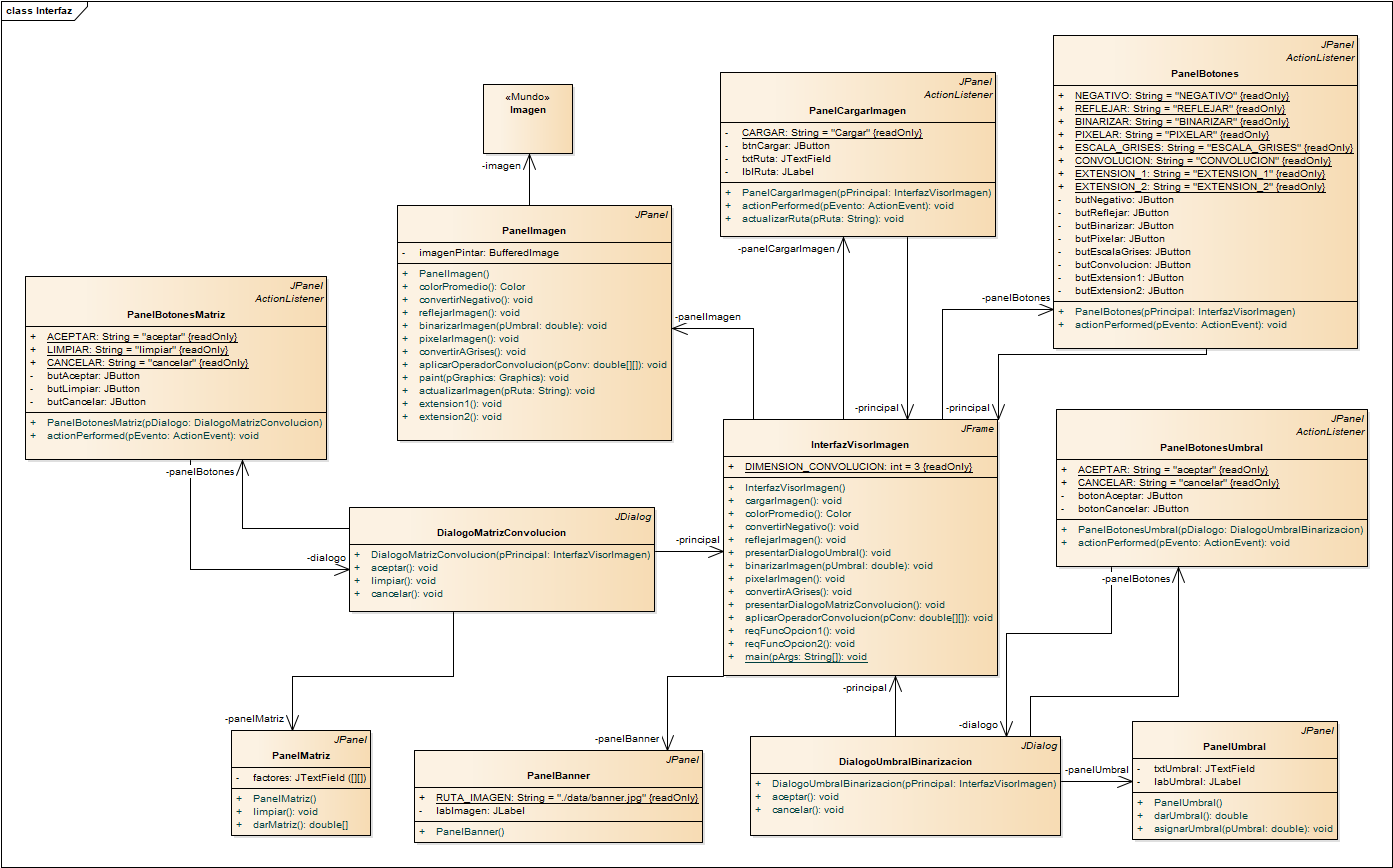 class Interfaz
«Mundo»
Imagen
-imagen
JPanel
PanelImagen
- imagenPintar: BufferedImage
+ PanelImagen()
+ colorPromedio(): Color
+ convertirNegativo(): void
+ reflejarImagen(): void
+ binarizarImagen(pUmbral: double): void
+ pixelarImagen(): void
+ convertirAGrises(): void
+ aplicarOperadorConvolucion(pConv: double[][]): void
+ paint(pGraphics: Graphics): void
+ actualizarImagen(pRuta: String): void
+ extension1(): void
+ extension2(): void
-panelImagen
JPanel
ActionListener
PanelCargarImagen
- CARGAR: String = "Cargar" {readOnly}
- btnCargar: JButton
- txtRuta: JTextField
- lblRuta: JLabel
+ PanelCargarImagen(pPrincipal: InterfazVisorImagen)
+ actionPerformed(pEvento: ActionEvent): void
+ actualizarRuta(pRuta: String): void
-panelCargarImagen
-principal
JPanel
ActionListener
PanelBotones
+ NEGATIVO: String = "NEGATIVO" {readOnly}
+ REFLEJAR: String = "REFLEJAR" {readOnly}
+ BINARIZAR: String = "BINARIZAR" {readOnly}
+ PIXELAR: String = "PIXELAR" {readOnly}
+ ESCALA_GRISES: String = "ESCALA_GRISES" {readOnly}
+ CONVOLUCION: String = "CONVOLUCION" {readOnly}
+ EXTENSION_1: String = "EXTENSION_1" {readOnly}
+ EXTENSION_2: String = "EXTENSION_2" {readOnly}
- butNegativo: JButton
- butReflejar: JButton
- butBinarizar: JButton
- butPixelar: JButton
- butEscalaGrises: JButton
- butConvolucion: JButton
- butExtension1: JButton
- butExtension2: JButton
+ PanelBotones(pPrincipal: InterfazVisorImagen)
+ actionPerformed(pEvento: ActionEvent): void
-panelBotones
-principal
JPanel
ActionListener
PanelBotonesMatriz
+ ACEPTAR: String = "aceptar" {readOnly}
+ LIMPIAR: String = "limpiar" {readOnly}
+ CANCELAR: String = "cancelar" {readOnly}
- butAceptar: JButton
- butLimpiar: JButton
- butCancelar: JButton
+ PanelBotonesMatriz(pDialogo: DialogoMatrizConvolucion)
+ actionPerformed(pEvento: ActionEvent): void
-panelBotones
-dialogo
JDialog
DialogoMatrizConvolucion
+ DialogoMatrizConvolucion(pPrincipal: InterfazVisorImagen)
+ aceptar(): void
+ limpiar(): void
+ cancelar(): void
-principal
JFrame
InterfazVisorImagen
+ DIMENSION_CONVOLUCION: int = 3 {readOnly}
+ InterfazVisorImagen()
+ cargarImagen(): void
+ colorPromedio(): Color
+ convertirNegativo(): void
+ reflejarImagen(): void
+ presentarDialogoUmbral(): void
+ binarizarImagen(pUmbral: double): void
+ pixelarImagen(): void
+ convertirAGrises(): void
+ presentarDialogoMatrizConvolucion(): void
+ aplicarOperadorConvolucion(pConv: double[][]): void
+ reqFuncOpcion1(): void
+ reqFuncOpcion2(): void
+ main(pArgs: String[]): void
JPanel
ActionListener
PanelBotonesUmbral
+ ACEPTAR: String = "aceptar" {readOnly}
+ CANCELAR: String = "cancelar" {readOnly}
- botonAceptar: JButton
- botonCancelar: JButton
+ PanelBotonesUmbral(pDialogo: DialogoUmbralBinarizacion)
+ actionPerformed(pEvento: ActionEvent): void
-panelBotones
-panelMatriz
JPanel
PanelMatriz
- factores: JTextField ([][])
+ PanelMatriz()
+ limpiar(): void
+ darMatriz(): double[]
-panelBanner
JPanel
PanelBanner
+ RUTA_IMAGEN: String = "./data/banner.jpg" {readOnly}
- labImagen: JLabel
+ PanelBanner()
-principal
-dialogo
JDialog
DialogoUmbralBinarizacion
+ DialogoUmbralBinarizacion(pPrincipal: InterfazVisorImagen)
+ aceptar(): void
+ cancelar(): void
-panelUmbral
JPanel
PanelUmbral
- txtUmbral: JTextField
- labUmbral: JLabel
+ PanelUmbral()
+ darUmbral(): double
+ asignarUmbral(pUmbral: double): void